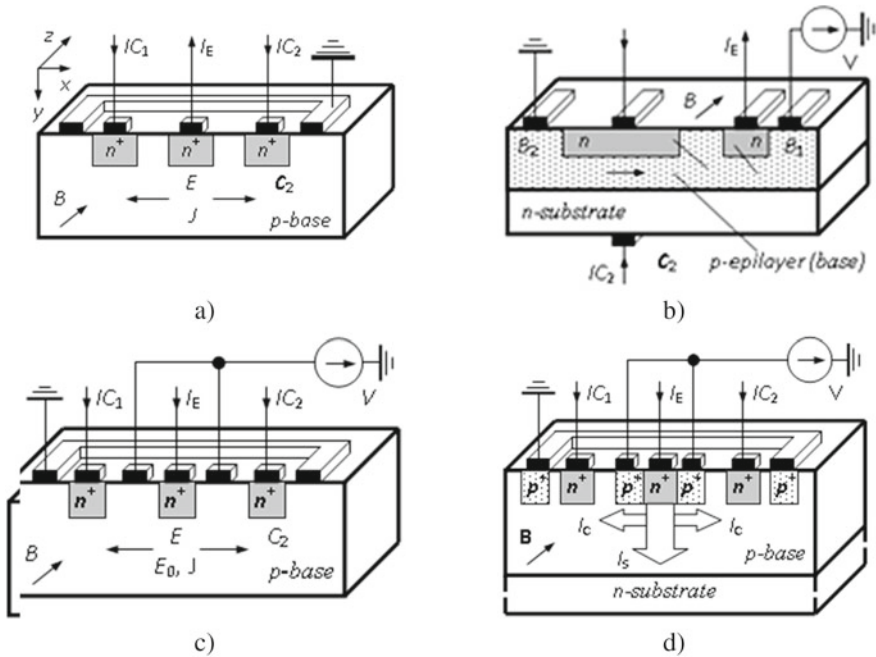 z
x
y
IC1
IE
IC2
n+ n+ n+
B
E
C2
J
p-base
a)
IE
V
B
B2
n
n
B1
n-substrate
IC2
C2
p-epilayer (base)
b)
V
IC1
IE
IC2
n+ n+ n+
B
E
C2
E0, J
p-base
c)
V
IC1
IE
IC2
p+ n+ p+ n+ p+ n+ p+
B
IC
IC
IS
p-base
n-substrate
d)